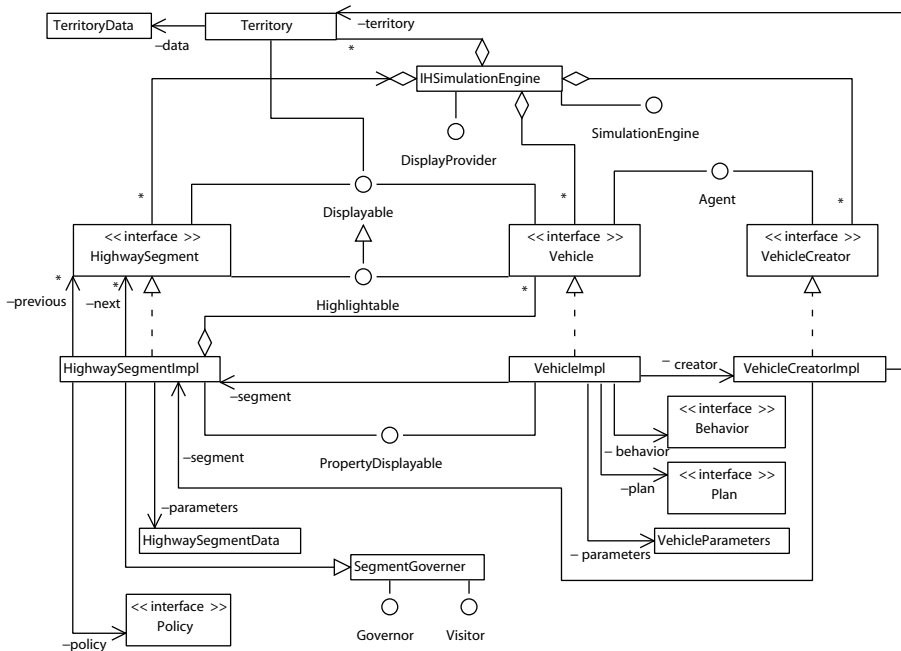 TerritoryData
Territory
–territory
–data
*
IHSimulationEngine
SimulationEngine
DisplayProvider
*
*
Agent
*
Displayable
<< interface >>
HighwaySegment
<< interface >>
Vehicle
<< interface >>
VehicleCreator
*
*
*
–previous
–next
Highlightable
HighwaySegmentImpl
VehicleImpl
– creator
VehicleCreatorImpl
–segment
<< interface >>
Behavior
– behavior
–segment
PropertyDisplayable
<< interface >>
Plan
–plan
–parameters
HighwaySegmentData
VehicleParameters
– parameters
SegmentGoverner
<< interface >>
Policy
–policy
Governor
Visitor